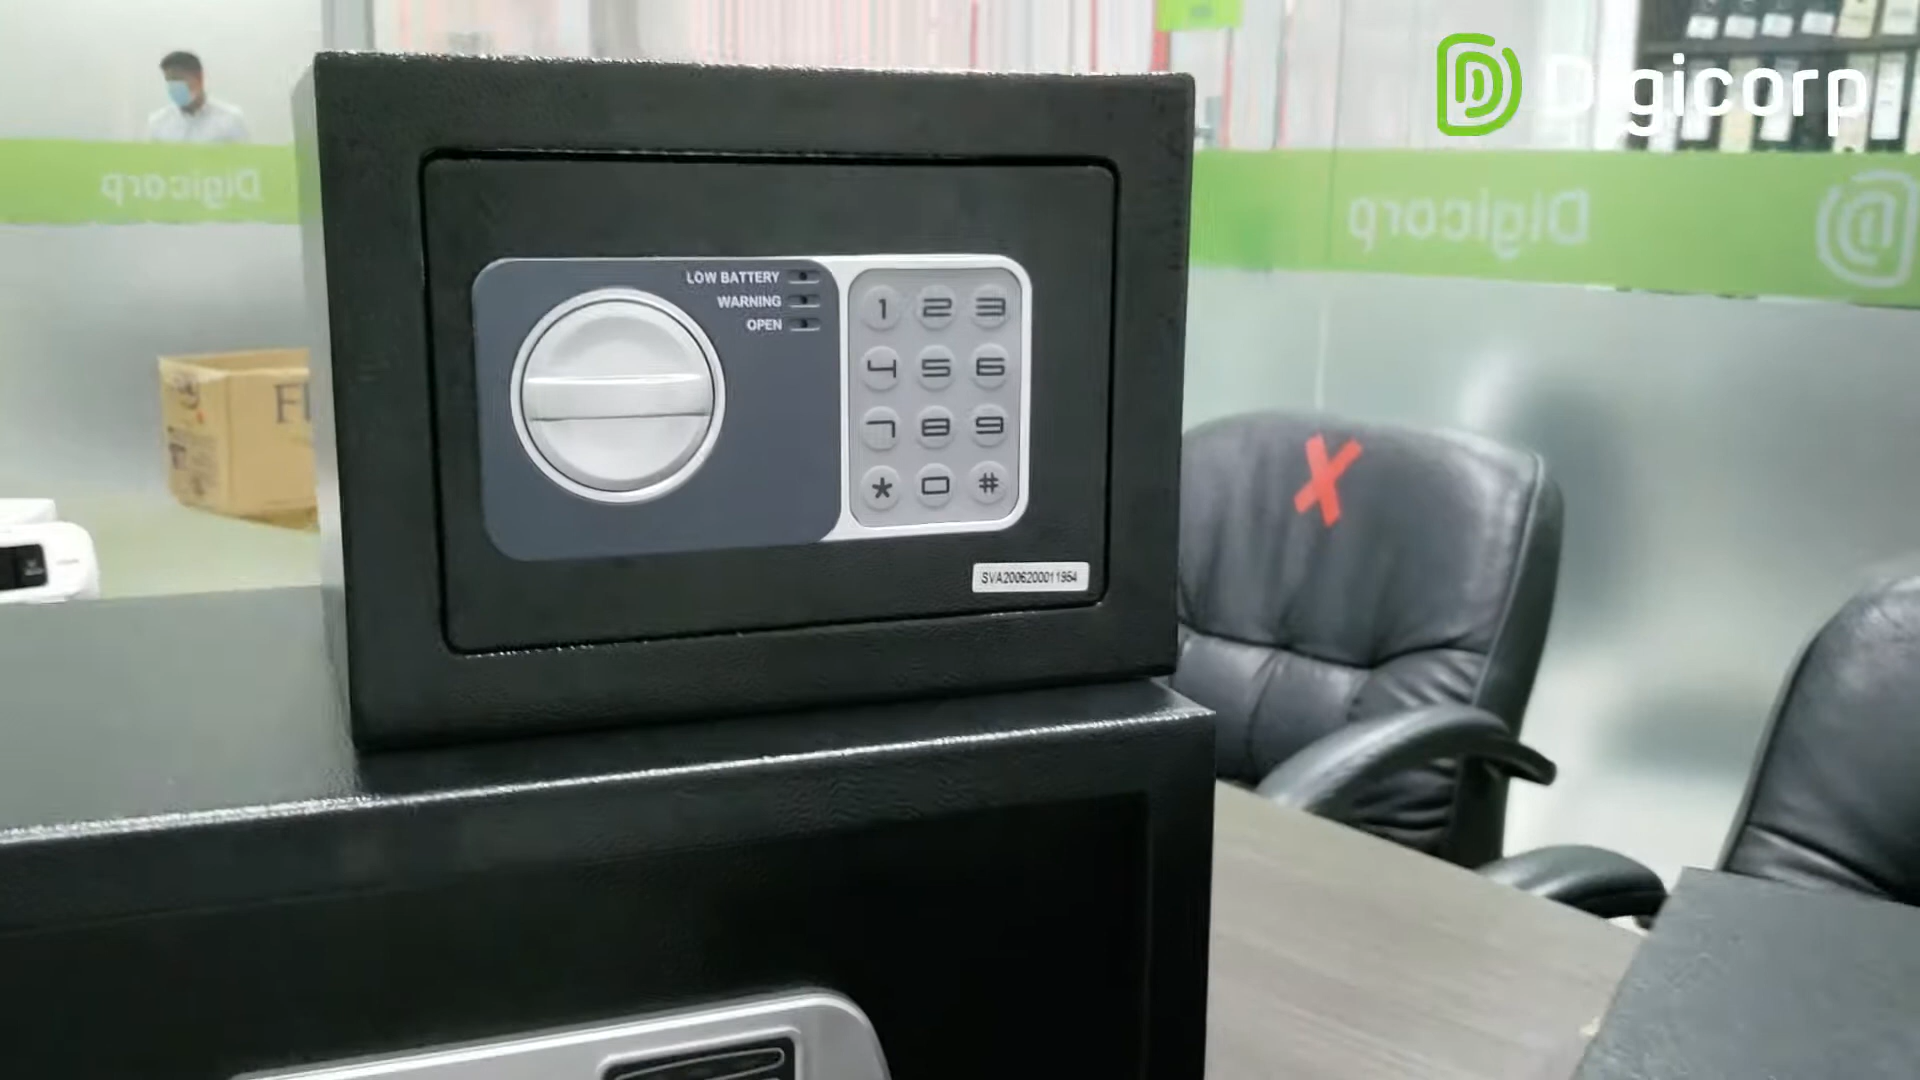 Digicorp
Digicorp
Digicorp
LOW BATTERY
WARNING
OPEN
1 2 3
4 5 6
7 8 9
* 0 #
SVA2006200011954